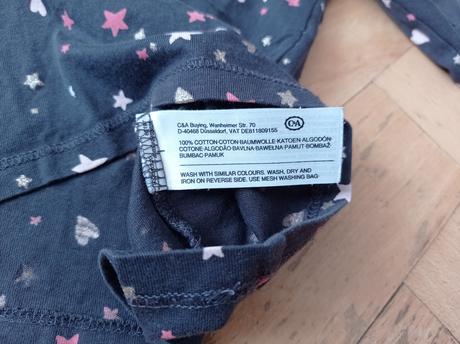 C&A Buying, Wanheimer Str. 70
D-40468 Düsseldorf, VAT DE811809155
C&A
100% COTTON-COTON-BAUMWOLLE-KATOEN-ALGODÓN-
COTONE-ALGODÃO BAVLNA-BAWEŁNA-PAMUT-BUMBAC-
BUMBAC-PAMUK
WASH WITH SIMILAR COLOURS. WASH, DRY AND
IRON ON REVERSE SIDE. USE MESH WASHING BAG